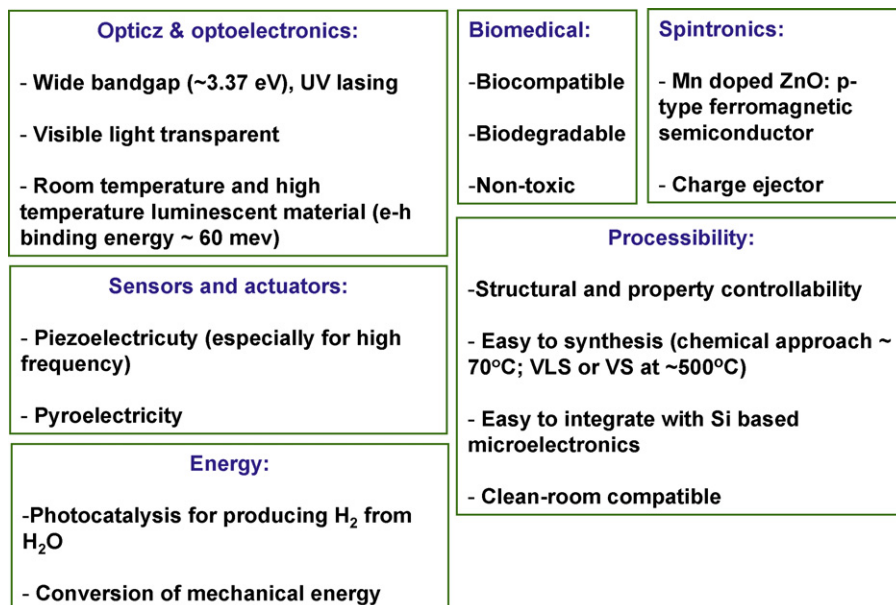 Opticz & optoelectronics:
- Wide bandgap (~3.37 eV), UV lasing
- Visible light transparent
- Room temperature and high
temperature luminescent material (e-h
binding energy ~ 60 mev)
Biomedical:
-Biocompatible
-Biodegradable
-Non-toxic
Spintronics:
- Mn doped ZnO: p-
type ferromagnetic
semiconductor
- Charge ejector
Sensors and actuators:
- Piezoelectricuty (especially for high
frequency)
- Pyroelectricity
Processibility:
-Structural and property controllability
- Easy to synthesis (chemical approach ~
70°C; VLS or VS at ~500°C)
- Easy to integrate with Si based
microelectronics
- Clean-room compatible
Energy:
-Photocatalysis for producing H₂ from
H₂O
- Conversion of mechanical energy